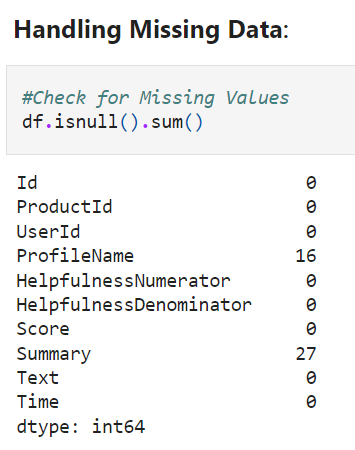 Handling Missing Data:
#Check for Missing Values
df.isnull().sum()
Id 0
ProductId 0
UserId 0
ProfileName 16
HelpfulnessNumerator 0
HelpfulnessDenominator 0
Score 0
Summary 27
Text 0
Time 0
dtype: int64